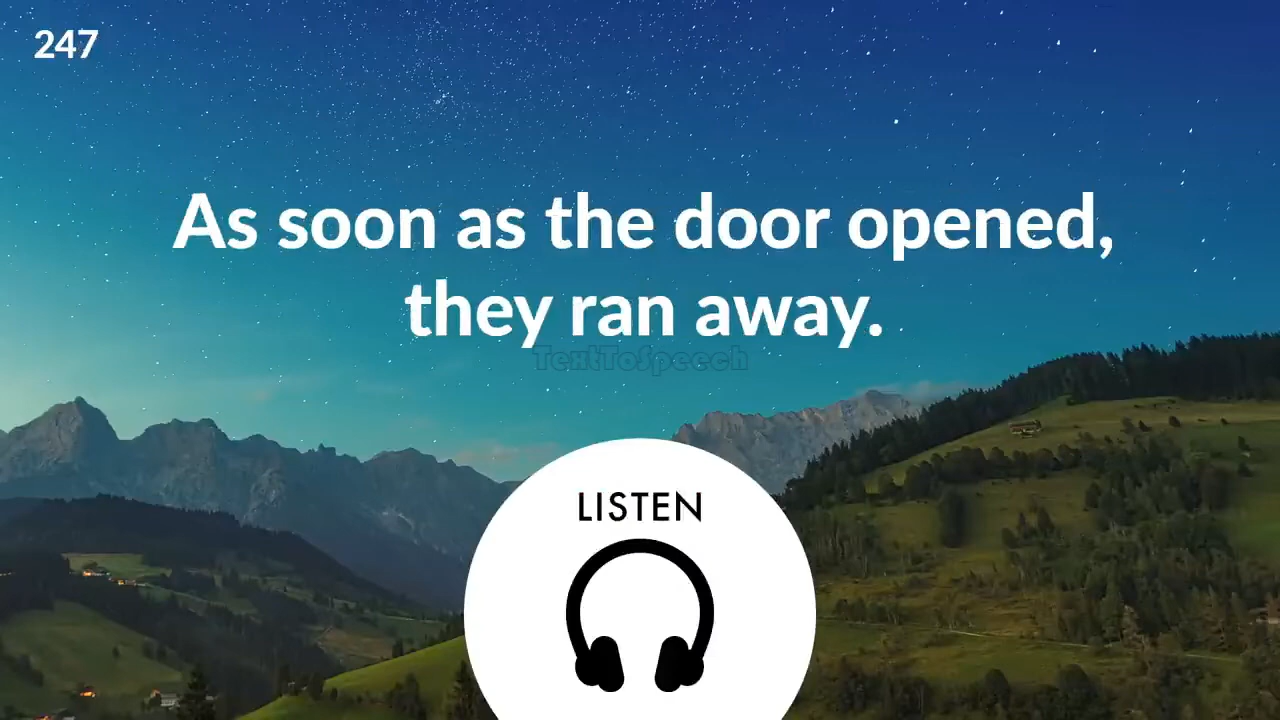 247
As soon as the door opened,
they ran away.
TextToSpeech
LISTEN